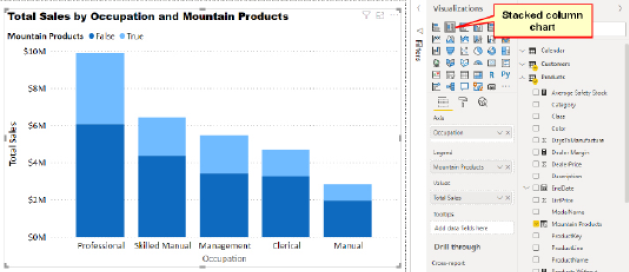 Total Sales by Occupation and Mountain Products
Mountain Products False True
$10M
$8M
$6M
$4M
$2M
$0M
Total Sales
Professional Skilled Manual Management Clerical Manual
Occupation
Filters
Visualizations
Stacked column
chart
Axis
Occupation
Legend
Mountain Products
Values
Total Sales
Tooltips
Add data fields here
Drill through
Cross-report
Calendar
Customers
Products
Average Safety Stock
Category
Class
Color
DaysToManufacture
Dealer Margin
DealerPrice
Description
EndDate
ListPrice
ModelName
Mountain Products
ProductKey
ProductLine
ProductName